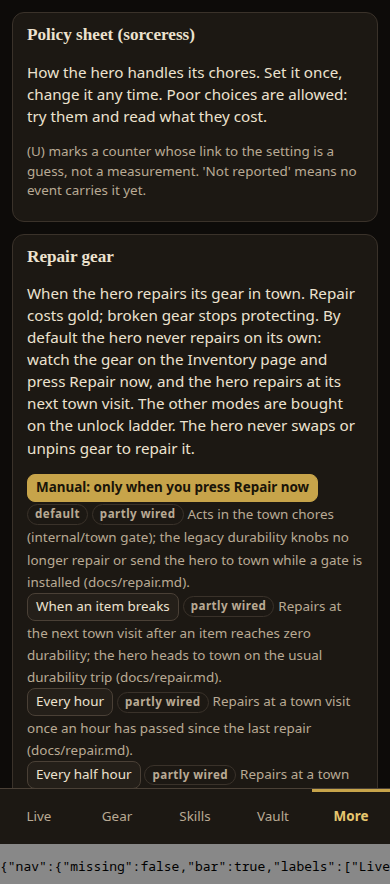 Policy sheet (sorceress)
How the hero handles its chores. Set it once,
change it any time. Poor choices are allowed:
try them and read what they cost.
(U) marks a counter whose link to the setting is a
guess, not a measurement. 'Not reported' means no
event carries it yet.
Repair gear
When the hero repairs its gear in town. Repair
costs gold; broken gear stops protecting. By
default the hero never repairs on its own:
watch the gear on the Inventory page and
press Repair now, and the hero repairs at its
next town visit. The other modes are bought
on the unlock ladder. The hero never swaps or
unpins gear to repair it.
Manual: only when you press Repair now
default partly wired Acts in the town chores
(internal/town gate); the legacy durability knobs no
longer repair or send the hero to town while a gate is
installed (docs/repair.md).
When an item breaks partly wired Repairs at
the next town visit after an item reaches zero
durability; the hero heads to town on the usual
durability trip (docs/repair.md).
Every hour partly wired Repairs at a town visit
once an hour has passed since the last repair
(docs/repair.md).
Every half hour partly wired Repairs at a town
Live Gear Skills Vault More
{"nav":{"missing":false,"bar":true,"labels":["Live